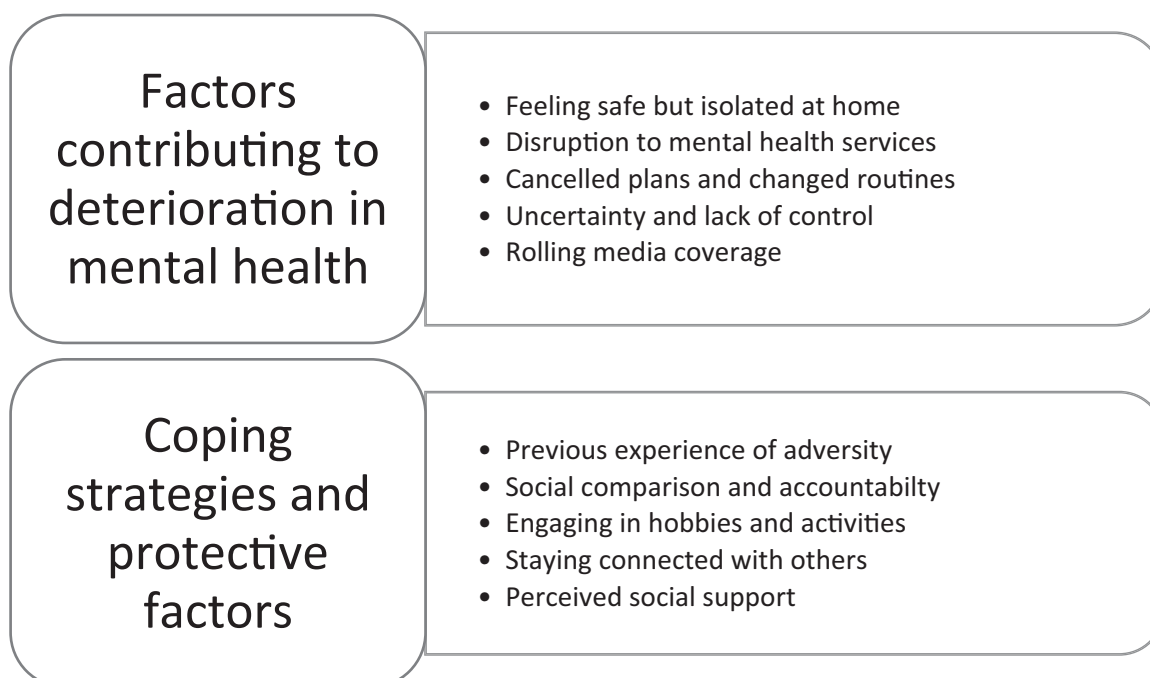 Factors
contributing to
deterioration in
mental health
• Feeling safe but isolated at home
• Disruption to mental health services
• Cancelled plans and changed routines
• Uncertainty and lack of control
• Rolling media coverage
Coping
strategies and
protective
factors
• Previous experience of adversity
• Social comparison and accountabilty
• Engaging in hobbies and activities
• Staying connected with others
• Perceived social support